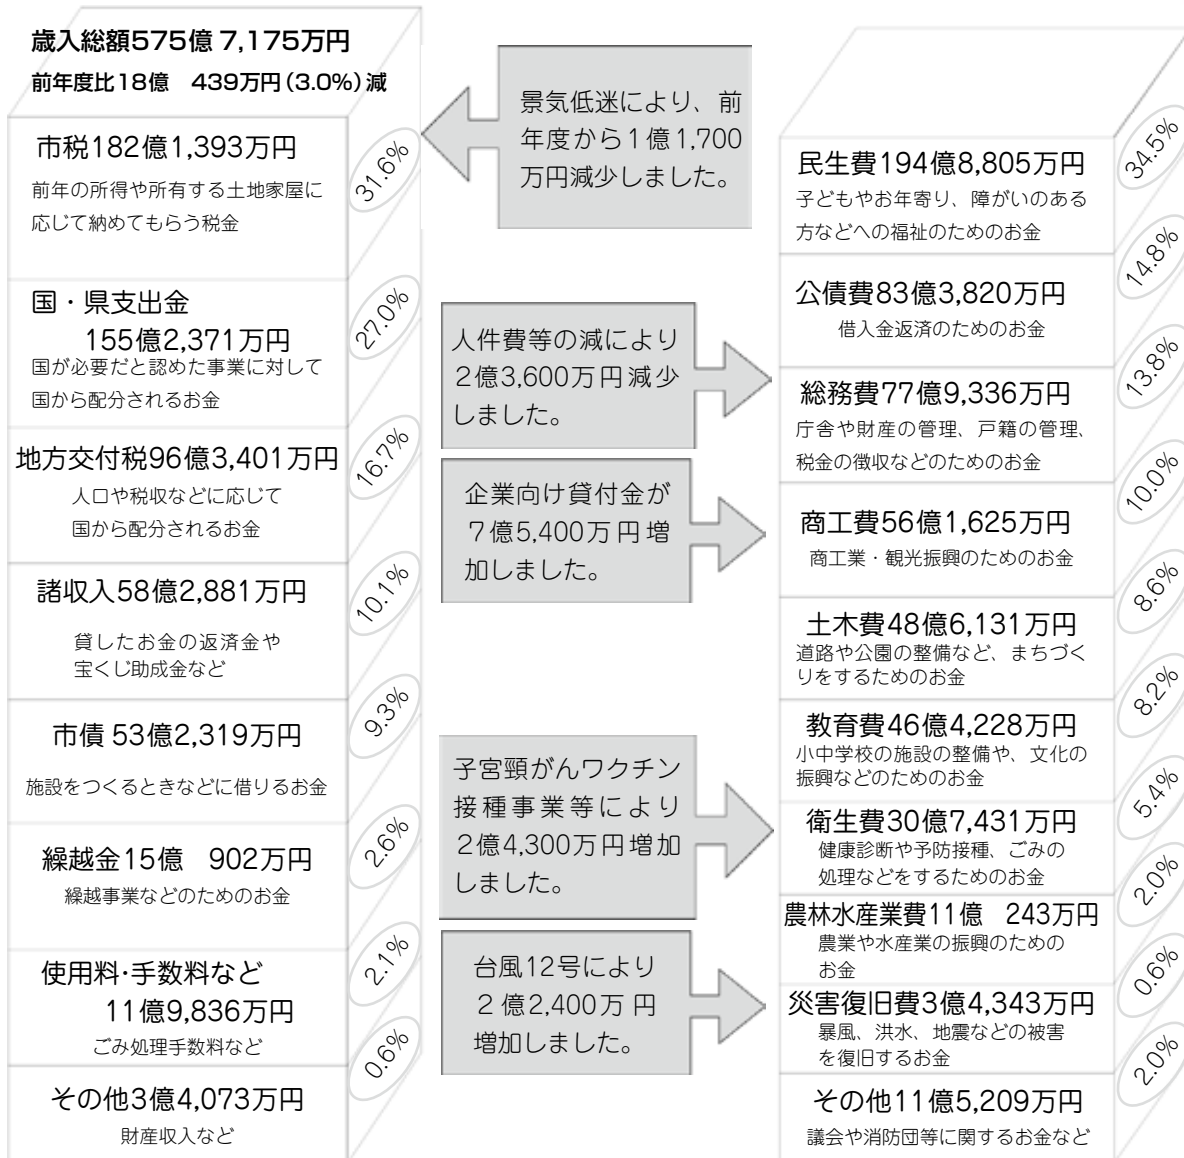 歳入総額575億 7,175万円
前年度比18億　439万円(3.0%)減
市税182億1,393万円
前年の所得や所有する土地家屋に
応じて納めてもらう税金
31.6%
国・県支出金
155億2,371万円
国が必要だと認めた事業に対して
国から配分されるお金
27.0%
地方交付税96億3,401万円
人口や税収などに応じて
国から配分されるお金
16.7%
諸収入58億2,881万円
貸したお金の返済金や
宝くじ助成金など
10.1%
市債 53億2,319万円
施設をつくるときなどに借りるお金
9.3%
繰越金15億　902万円
繰越事業などのためのお金
2.6%
使用料・手数料など
11億9,836万円
ごみ処理手数料など
2.1%
その他3億4,073万円
財産収入など
0.6%
景気低迷により、前
年度から1億1,700
万円減少しました。
人件費等の減により
2億3,600万円減少
しました。
企業向け貸付金が
7億5,400万円増
加しました。
子宮頸がんワクチン
接種事業等により
2億4,300万円増加
しました。
台風12号により
2億2,400万円
増加しました。
民生費194億8,805万円
子どもやお年寄り、障がいのある
方などへの福祉のためのお金
34.5%
公債費83億3,820万円
借入金返済のためのお金
14.8%
総務費77億9,336万円
庁舎や財産の管理、戸籍の管理、
税金の徴収などのためのお金
13.8%
商工費56億1,625万円
商工業・観光振興のためのお金
10.0%
土木費48億6,131万円
道路や公園の整備など、まちづく
りをするためのお金
8.6%
教育費46億4,228万円
小中学校の施設の整備や、文化の
振興などのためのお金
8.2%
衛生費30億7,431万円
健康診断や予防接種、ごみの
処理などをするためのお金
5.4%
農林水産業費11億　243万円
農業や水産業の振興のための
お金
2.0%
災害復旧費3億4,343万円
暴風、洪水、地震などの被害
を復旧するお金
0.6%
その他11億5,209万円
議会や消防団等に関するお金など
2.0%